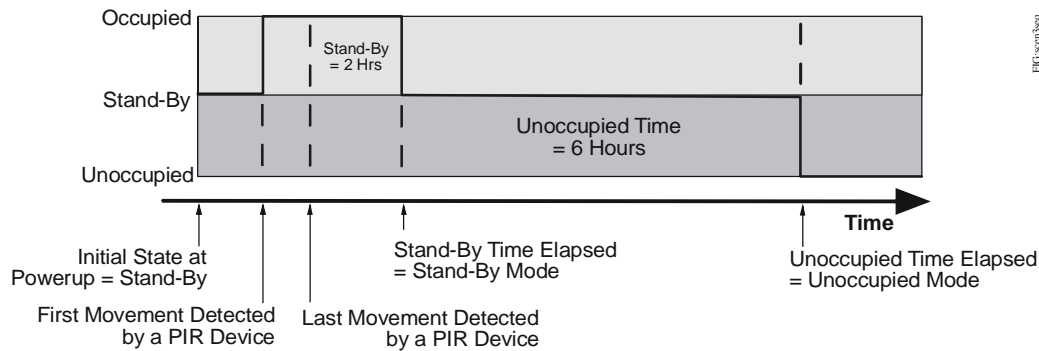 Occupied
Stand-By
= 2 Hrs
Stand-By
Unoccupied Time
= 6 Hours
Unoccupied
Time
Initial State at
Powerup = Stand-By
Stand-By Time Elapsed
= Stand-By Mode
Unoccupied Time Elapsed
= Unoccupied Mode
First Movement Detected
by a PIR Device
Last Movement Detected
by a PIR Device